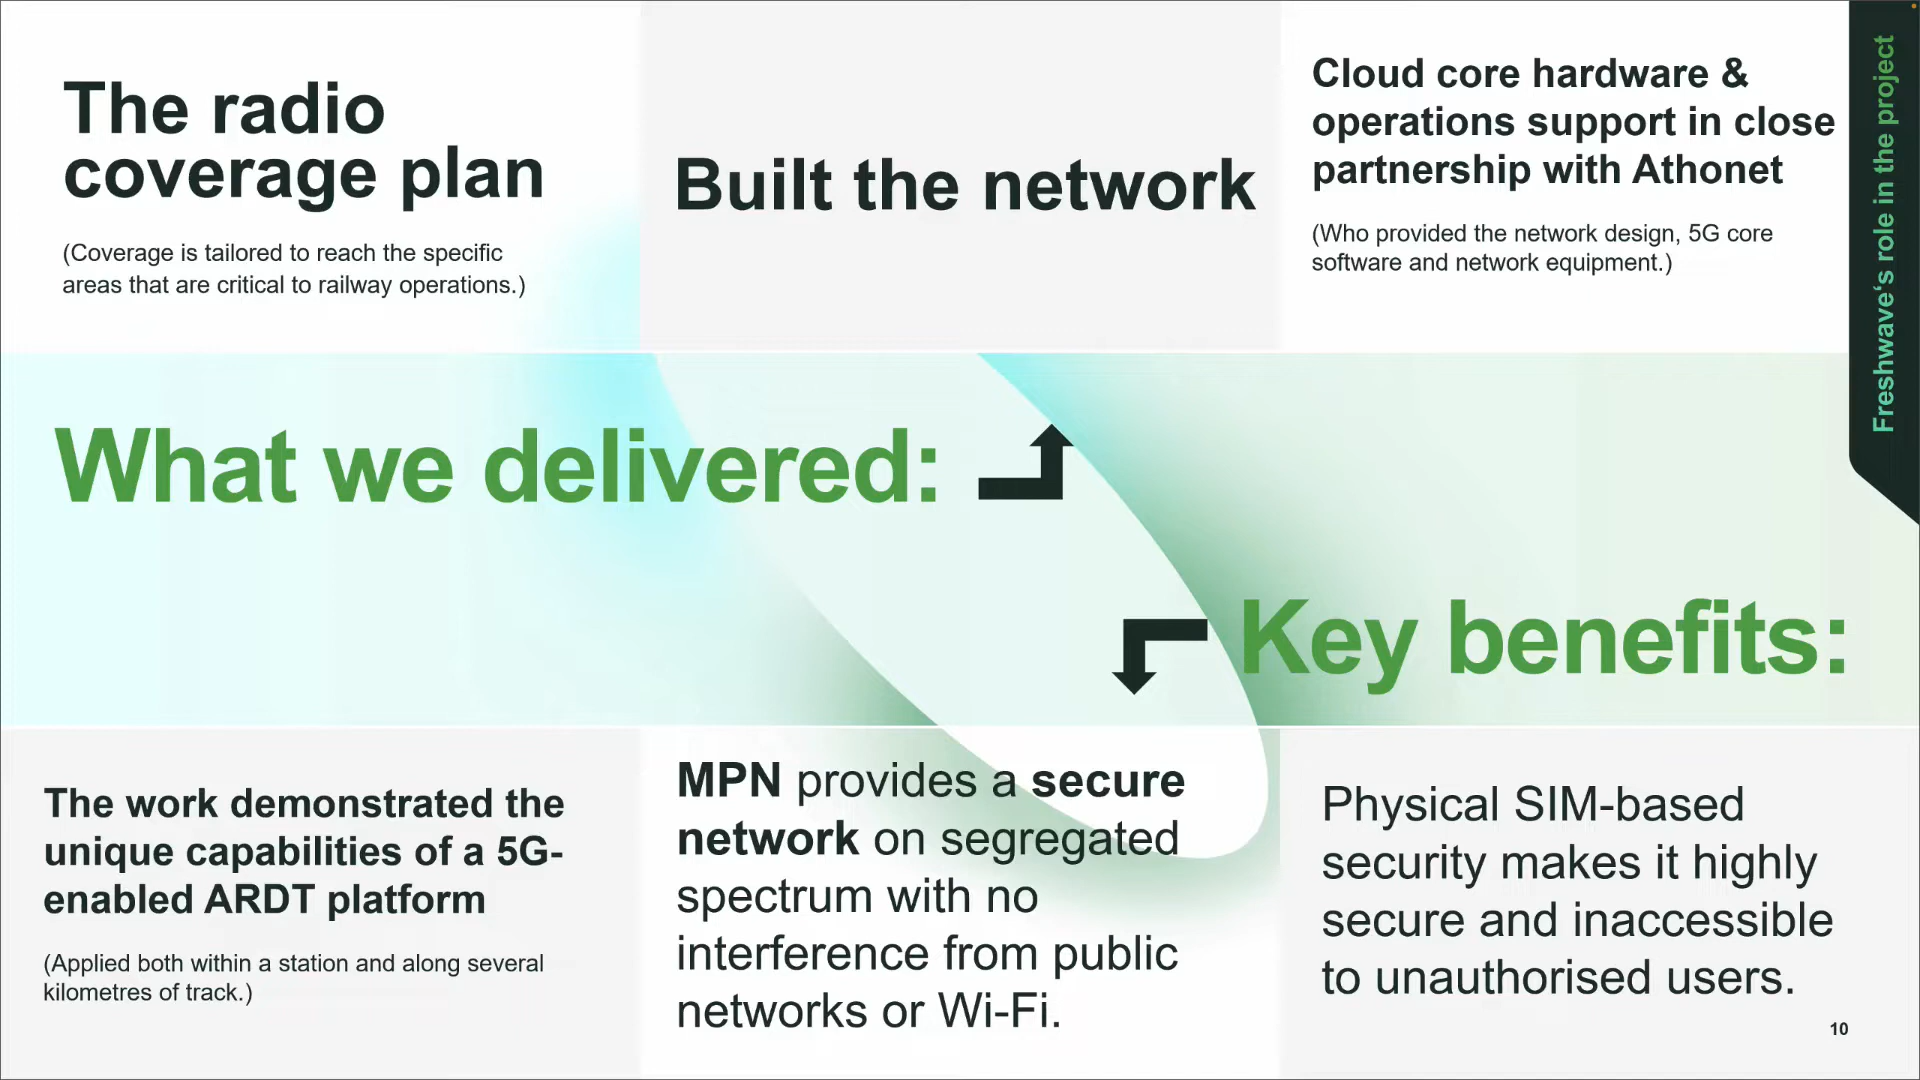 The radio
coverage plan
(Coverage is tailored to reach the specific
areas that are critical to railway operations.)
Built the network
Cloud core hardware &
operations support in close
partnership with Athonet
(Who provided the network design, 5G core
software and network equipment.)
Freshwave‘s role in the project
What we delivered:
Key benefits:
The work demonstrated the
unique capabilities of a 5G-
enabled ARDT platform
(Applied both within a station and along several
kilometres of track.)
MPN provides a secure
network on segregated
spectrum with no
interference from public
networks or Wi-Fi.
Physical SIM-based
security makes it highly
secure and inaccessible
to unauthorised users.
10